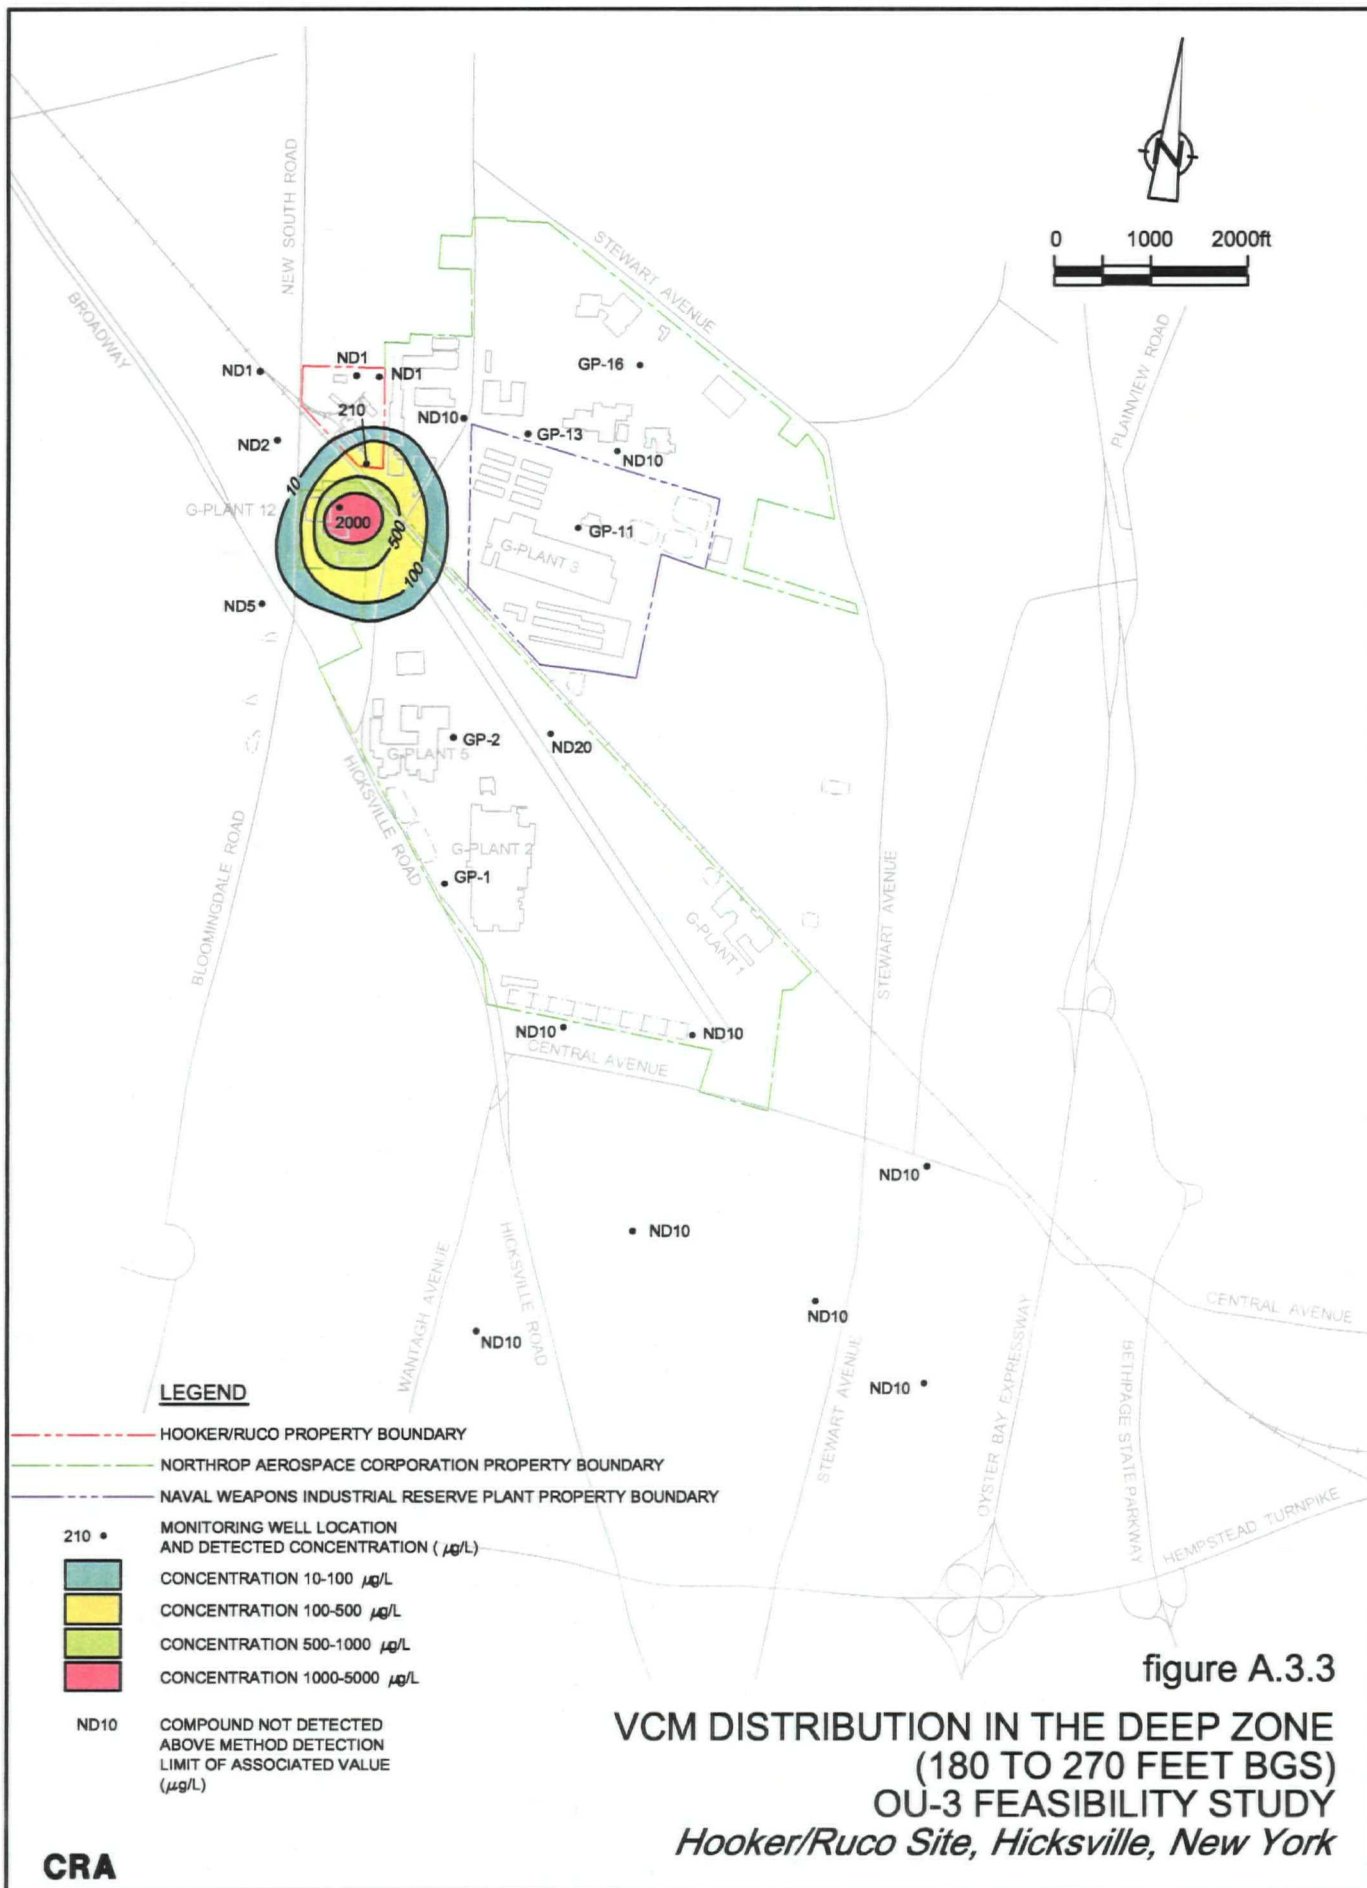 N
0 1000 2000ft
NEW SOUTH ROAD
STEWART AVENUE
BROADWAY
PLAINVIEW ROAD
ND1
ND1
ND1
GP-16
210
ND10
ND2
GP-13
ND10
10
G-PLANT 12
2000
500
GP-11
G-PLANT 3
100
ND5
GP-2
ND20
G-PLANT 5
HICKSVILLE ROAD
G-PLANT 2
GP-1
BLOOMINGDALE ROAD
STEWART AVENUE
G-PLANT 1
ND10
ND10
CENTRAL AVENUE
ND10
ND10
HICKSVILLE ROAD
WANTAGH AVENUE
ND10
CENTRAL AVENUE
ND10
ND10
STEWART AVENUE
OYSTER BAY EXPRESSWAY
BETHPAGE STATE PARKWAY
HEMPSTEAD TURNPIKE
LEGEND
HOOKER/RUCO PROPERTY BOUNDARY
NORTHROP AEROSPACE CORPORATION PROPERTY BOUNDARY
NAVAL WEAPONS INDUSTRIAL RESERVE PLANT PROPERTY BOUNDARY
210 • MONITORING WELL LOCATION
AND DETECTED CONCENTRATION ( µg/L)
CONCENTRATION 10-100 µg/L
CONCENTRATION 100-500 µg/L
CONCENTRATION 500-1000 µg/L
CONCENTRATION 1000-5000 µg/L
ND10 COMPOUND NOT DETECTED
ABOVE METHOD DETECTION
LIMIT OF ASSOCIATED VALUE
(µg/L)
figure A.3.3
VCM DISTRIBUTION IN THE DEEP ZONE
(180 TO 270 FEET BGS)
OU-3 FEASIBILITY STUDY
Hooker/Ruco Site, Hicksville, New York
CRA